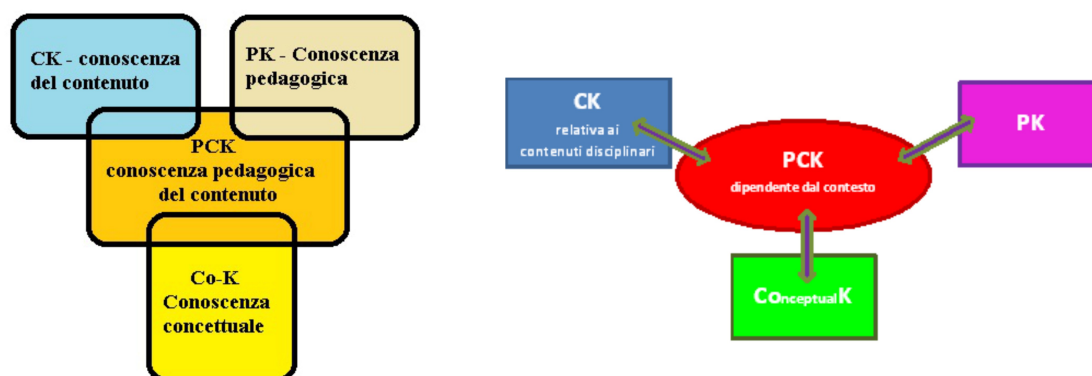 CK - conoscenza
del contenuto
PK - Conoscenza
pedagogica
PCK
conoscenza pedagogica
del contenuto
Co-K
Conoscenza
concettuale
CK
relativa ai
contenuti disciplinari
PCK
dipendente dal contesto
PK
ConceptualK